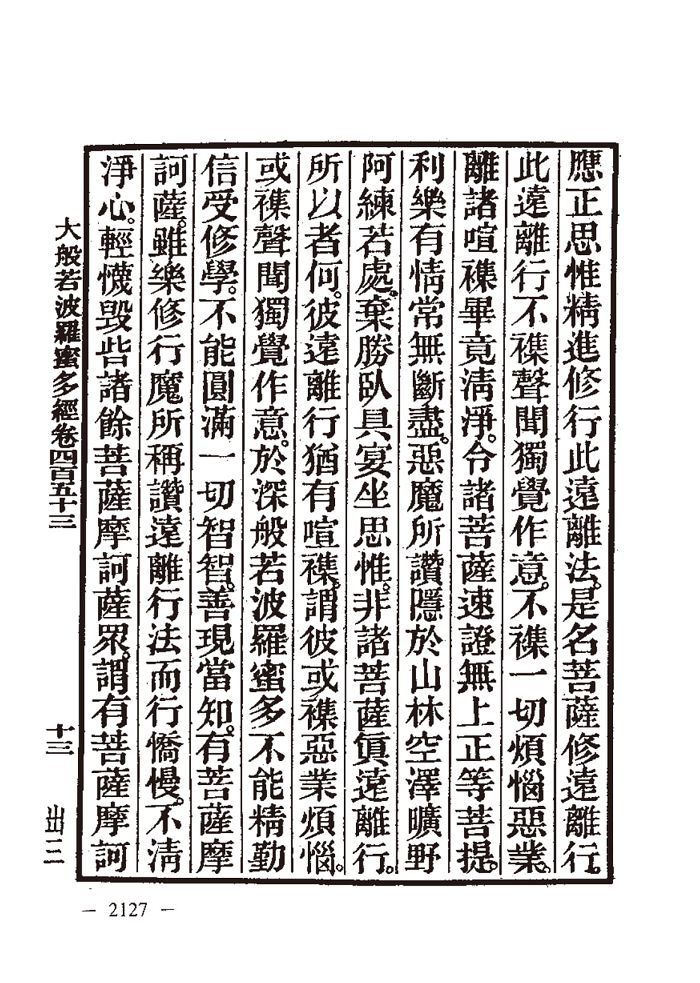 應正思惟精進修行此遠離法。是名菩薩修遠離行。
此遠離行不襍聲聞獨覺作意。不襍一切煩惱惡業。
離諸喧襍畢竟淸淨。令諸菩薩速證無上正等菩提。
利樂有情常無斷盡。惡魔所讚隱於山林空澤曠野
阿練若處。棄勝臥具宴坐思惟。非諸菩薩眞遠離行。
所以者何。彼遠離行猶有喧襍。謂彼或襍惡業煩惱。
或襍聲聞獨覺作意。於深般若波羅蜜多不能精勤
信受修學。不能圓滿一切智智。善現當知。有菩薩摩
訶薩。雖樂修行魔所稱讚遠離行法而行憍慢。不淸
淨心。輕懱毀呰諸餘菩薩摩訶薩眾。謂有菩薩摩訶
大般若波羅蜜多經卷四百五十三
十三
出三
— 2127 —